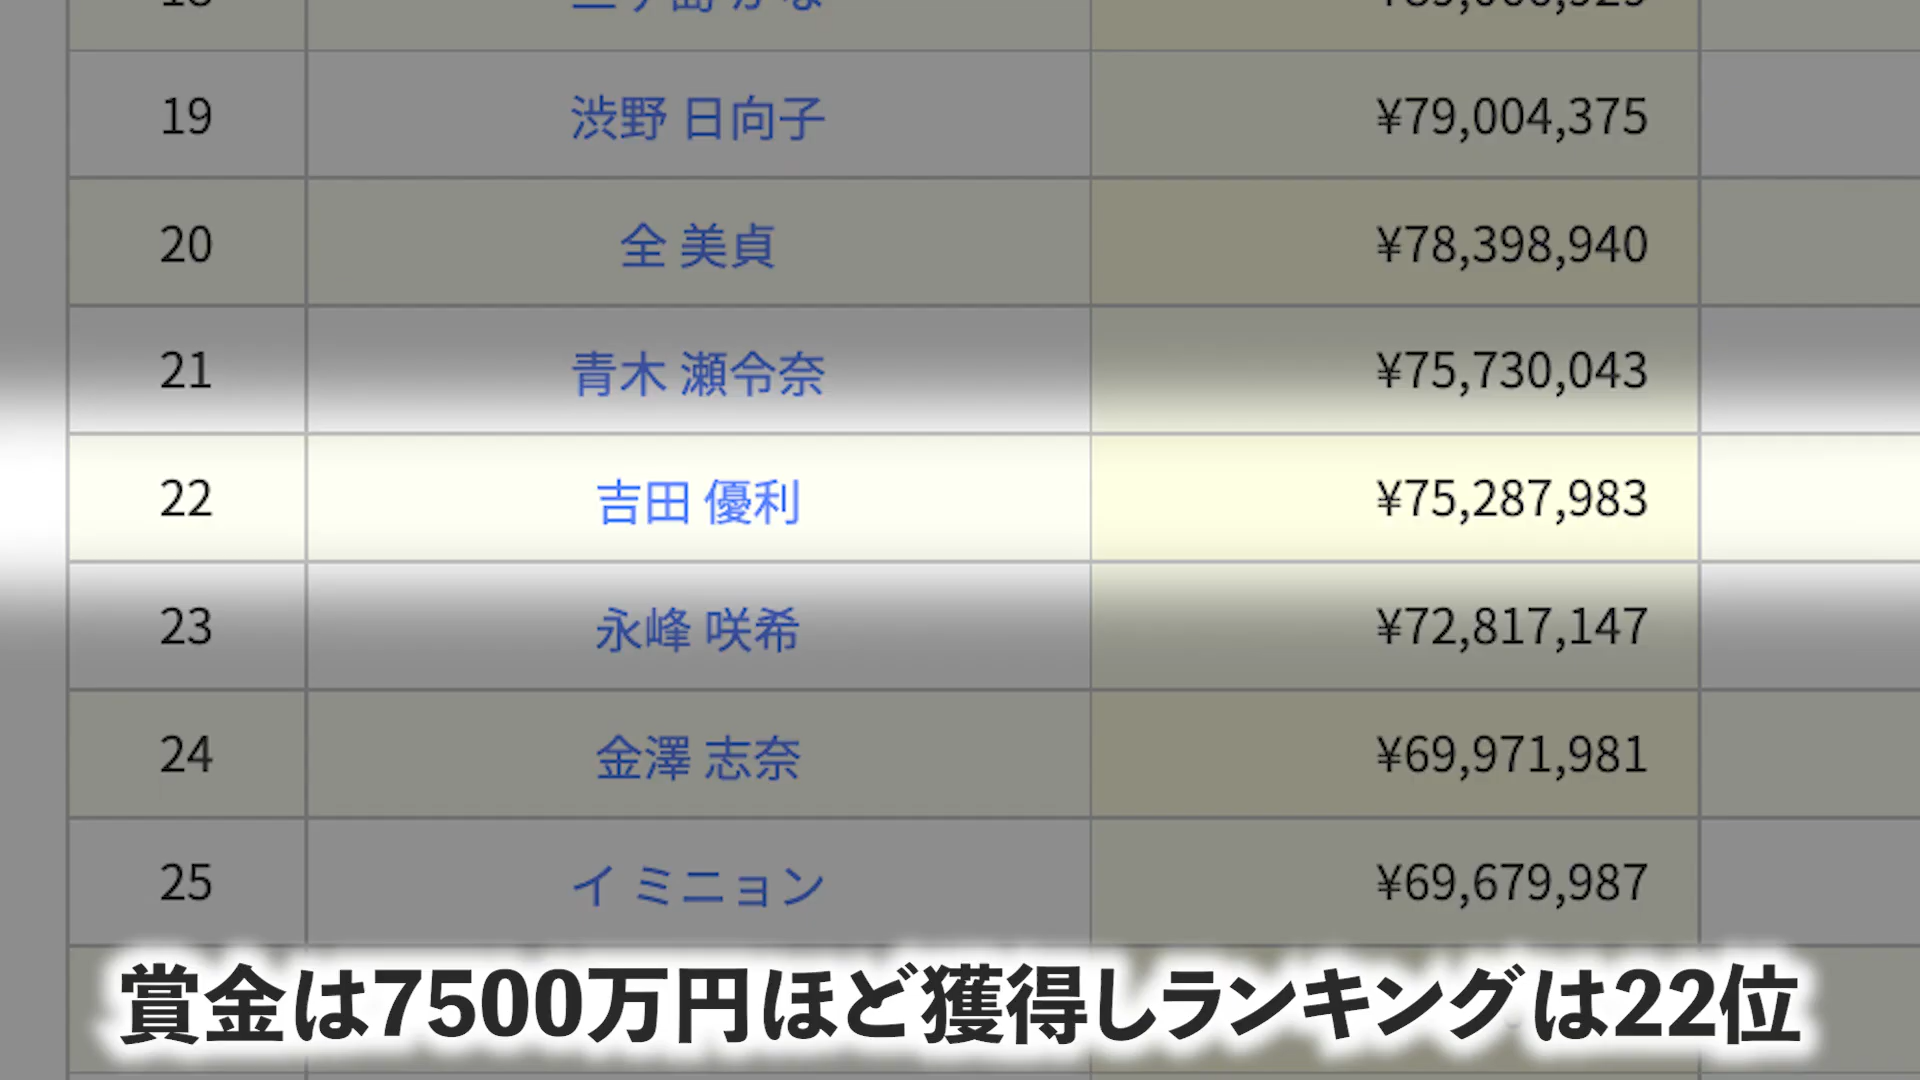 19 渋野 日向子 ¥79,004,375
20 全 美貞 ¥78,398,940
21 青木 瀬令奈 ¥75,730,043
22 吉田 優利 ¥75,287,983
23 永峰 咲希 ¥72,817,147
24 金澤 志奈 ¥69,971,981
25 イ ミニョン ¥69,679,987
賞金は7500万円ほど獲得しランキングは22位